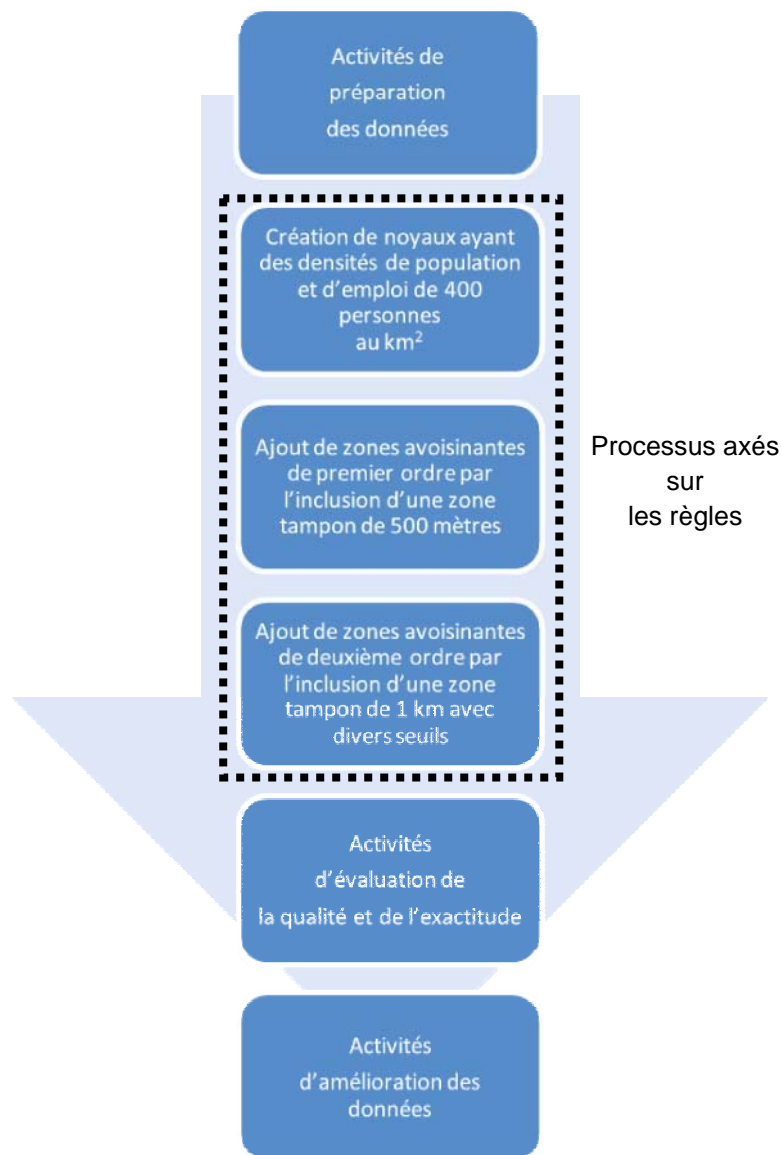 Activités de
préparation
des données
Création de noyaux ayant
des densités de population
et d'emploi de 400
personnes
au km²
Ajout de zones avoisinantes
de premier ordre par
l'inclusion d'une zone
tampon de 500 mètres
Processus axés
sur
les règles
Ajout de zones avoisinantes
de deuxième ordre par
l'inclusion d'une zone
tampon de 1 km avec
divers seuils
Activités
d'évaluation de
la qualité et de l'exactitude
Activités
d'amélioration des
données